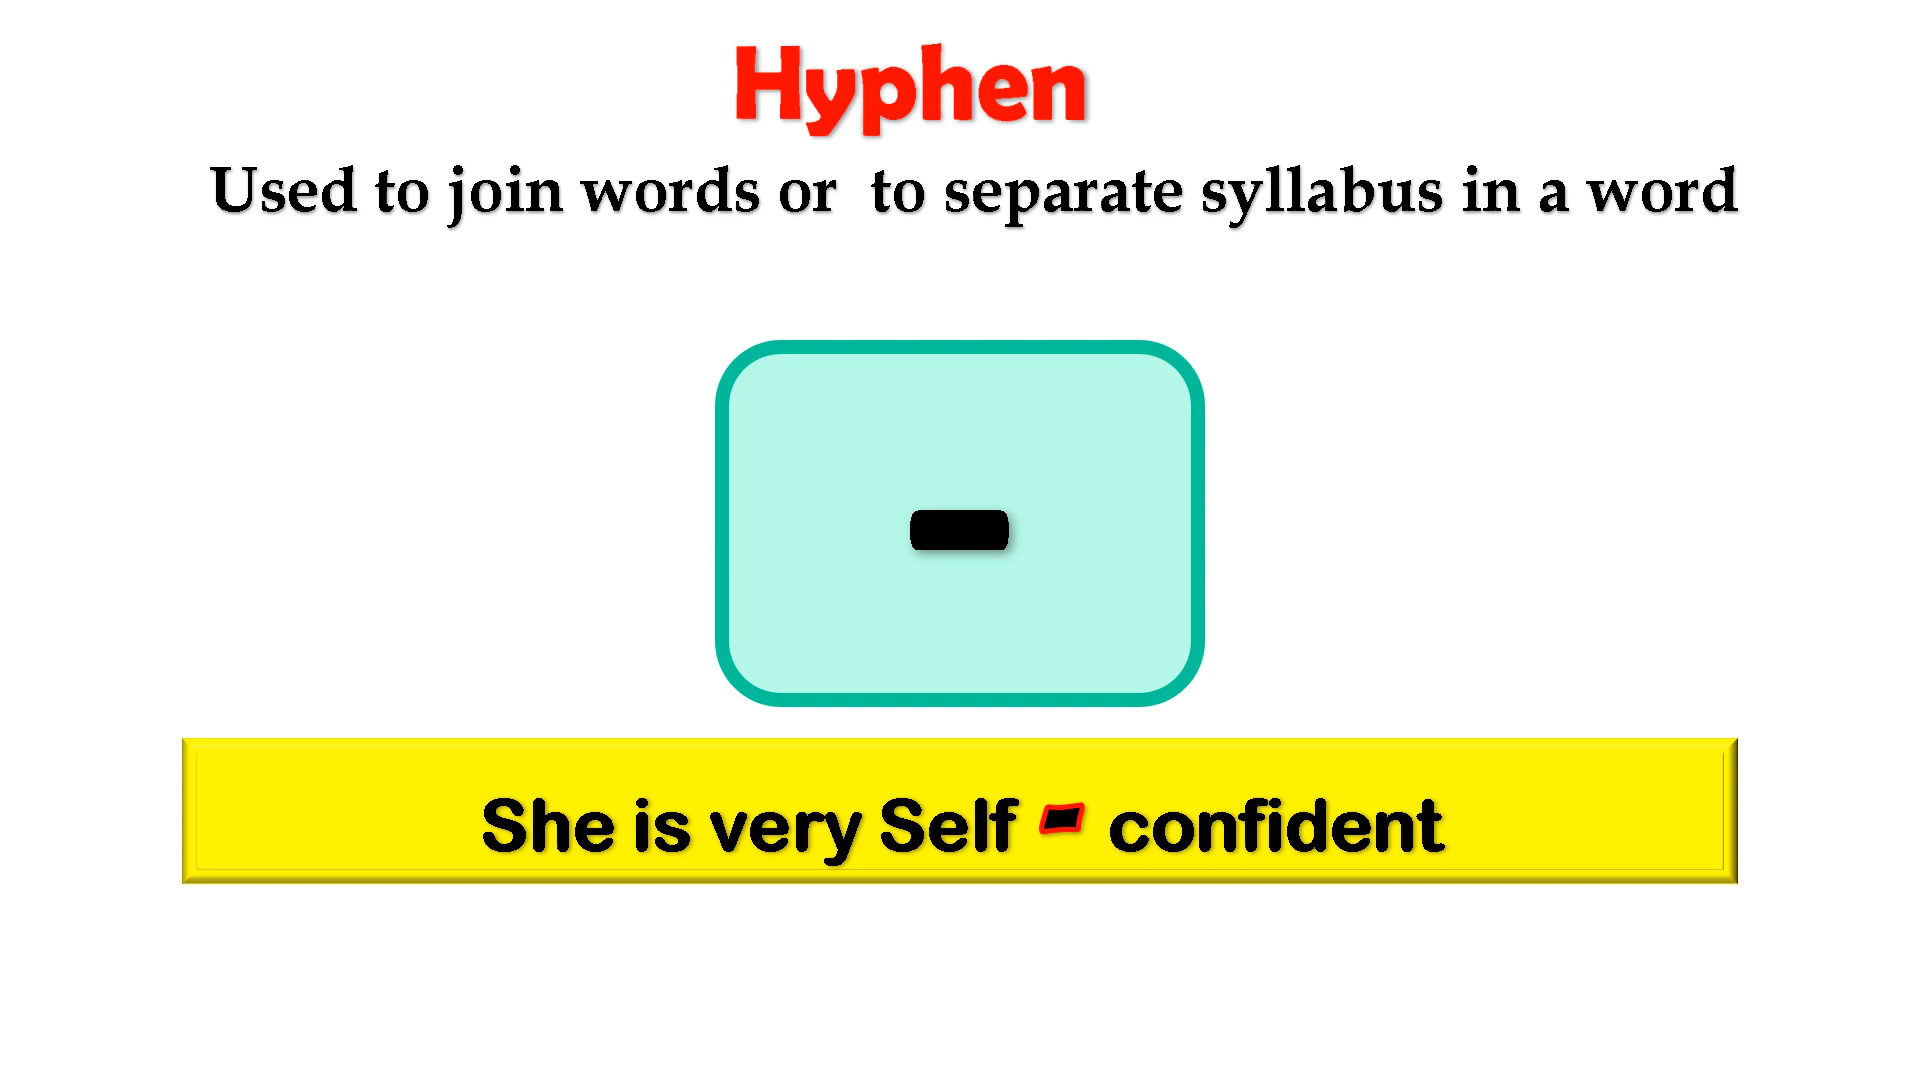 Hyphen
Used to join words or to separate syllabus in a word
-
She is very Self - confident